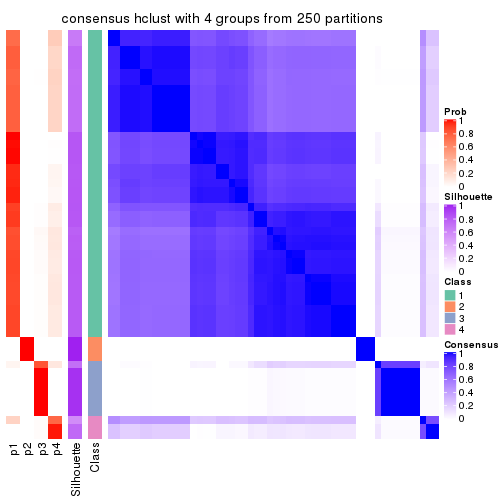 consensus hclust with 4 groups from 250 partitions
Prob
1
0.8
0.6
0.4
0.2
0
Silhouette
1
0.8
0.6
0.4
0.2
0
Class
1
2
3
4
Consensus
1
0.8
0.6
0.4
0.2
0
p1
p2
p3
p4
Silhouette
Class